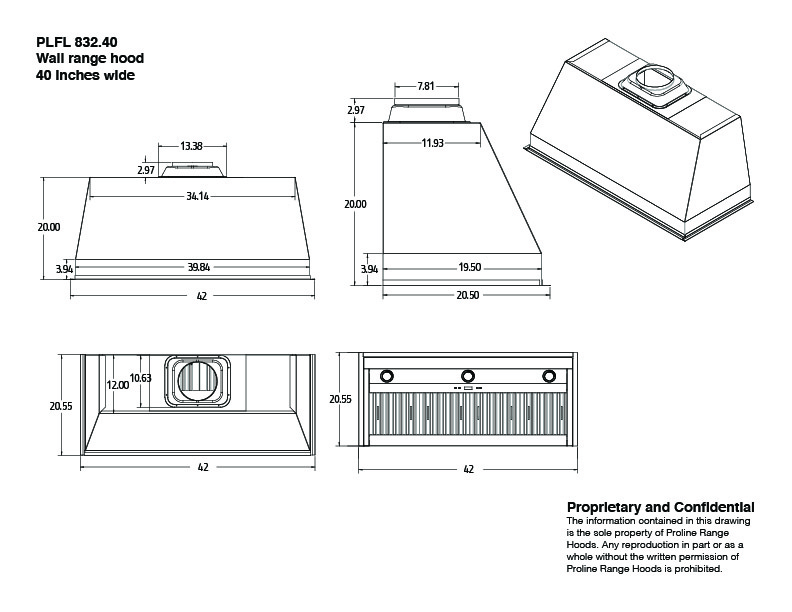 PLFL 832.40
Wall range hood
40 inches wide
7.81
2.97
11.93
13.38
2.97
34.14
20.00
20.00
3.94
39.84
42
3.94
19.50
20.50
12.00
10.63
20.55
42
20.55
42
Proprietary and Confidential
The information contained in this drawing
is the sole property of Proline Range
Hoods. Any reproduction in part or as a
whole without the written permission of
Proline Range Hoods is prohibited.